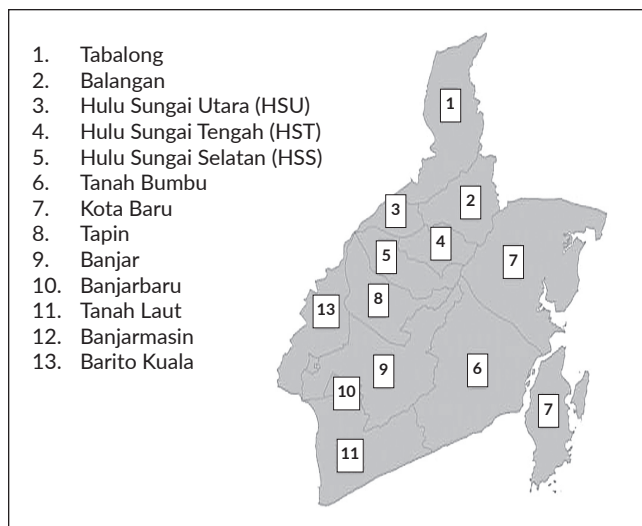 1. Tabalong
2. Balangan
3. Hulu Sungai Utara (HSU)
4. Hulu Sungai Tengah (HST)
5. Hulu Sungai Selatan (HSS)
6. Tanah Bumbu
7. Kota Baru
8. Tapin
9. Banjar
10. Banjarbaru
11. Tanah Laut
12. Banjarmasin
13. Barito Kuala
1
2
3
4
5
7
8
13
9
6
10
7
11